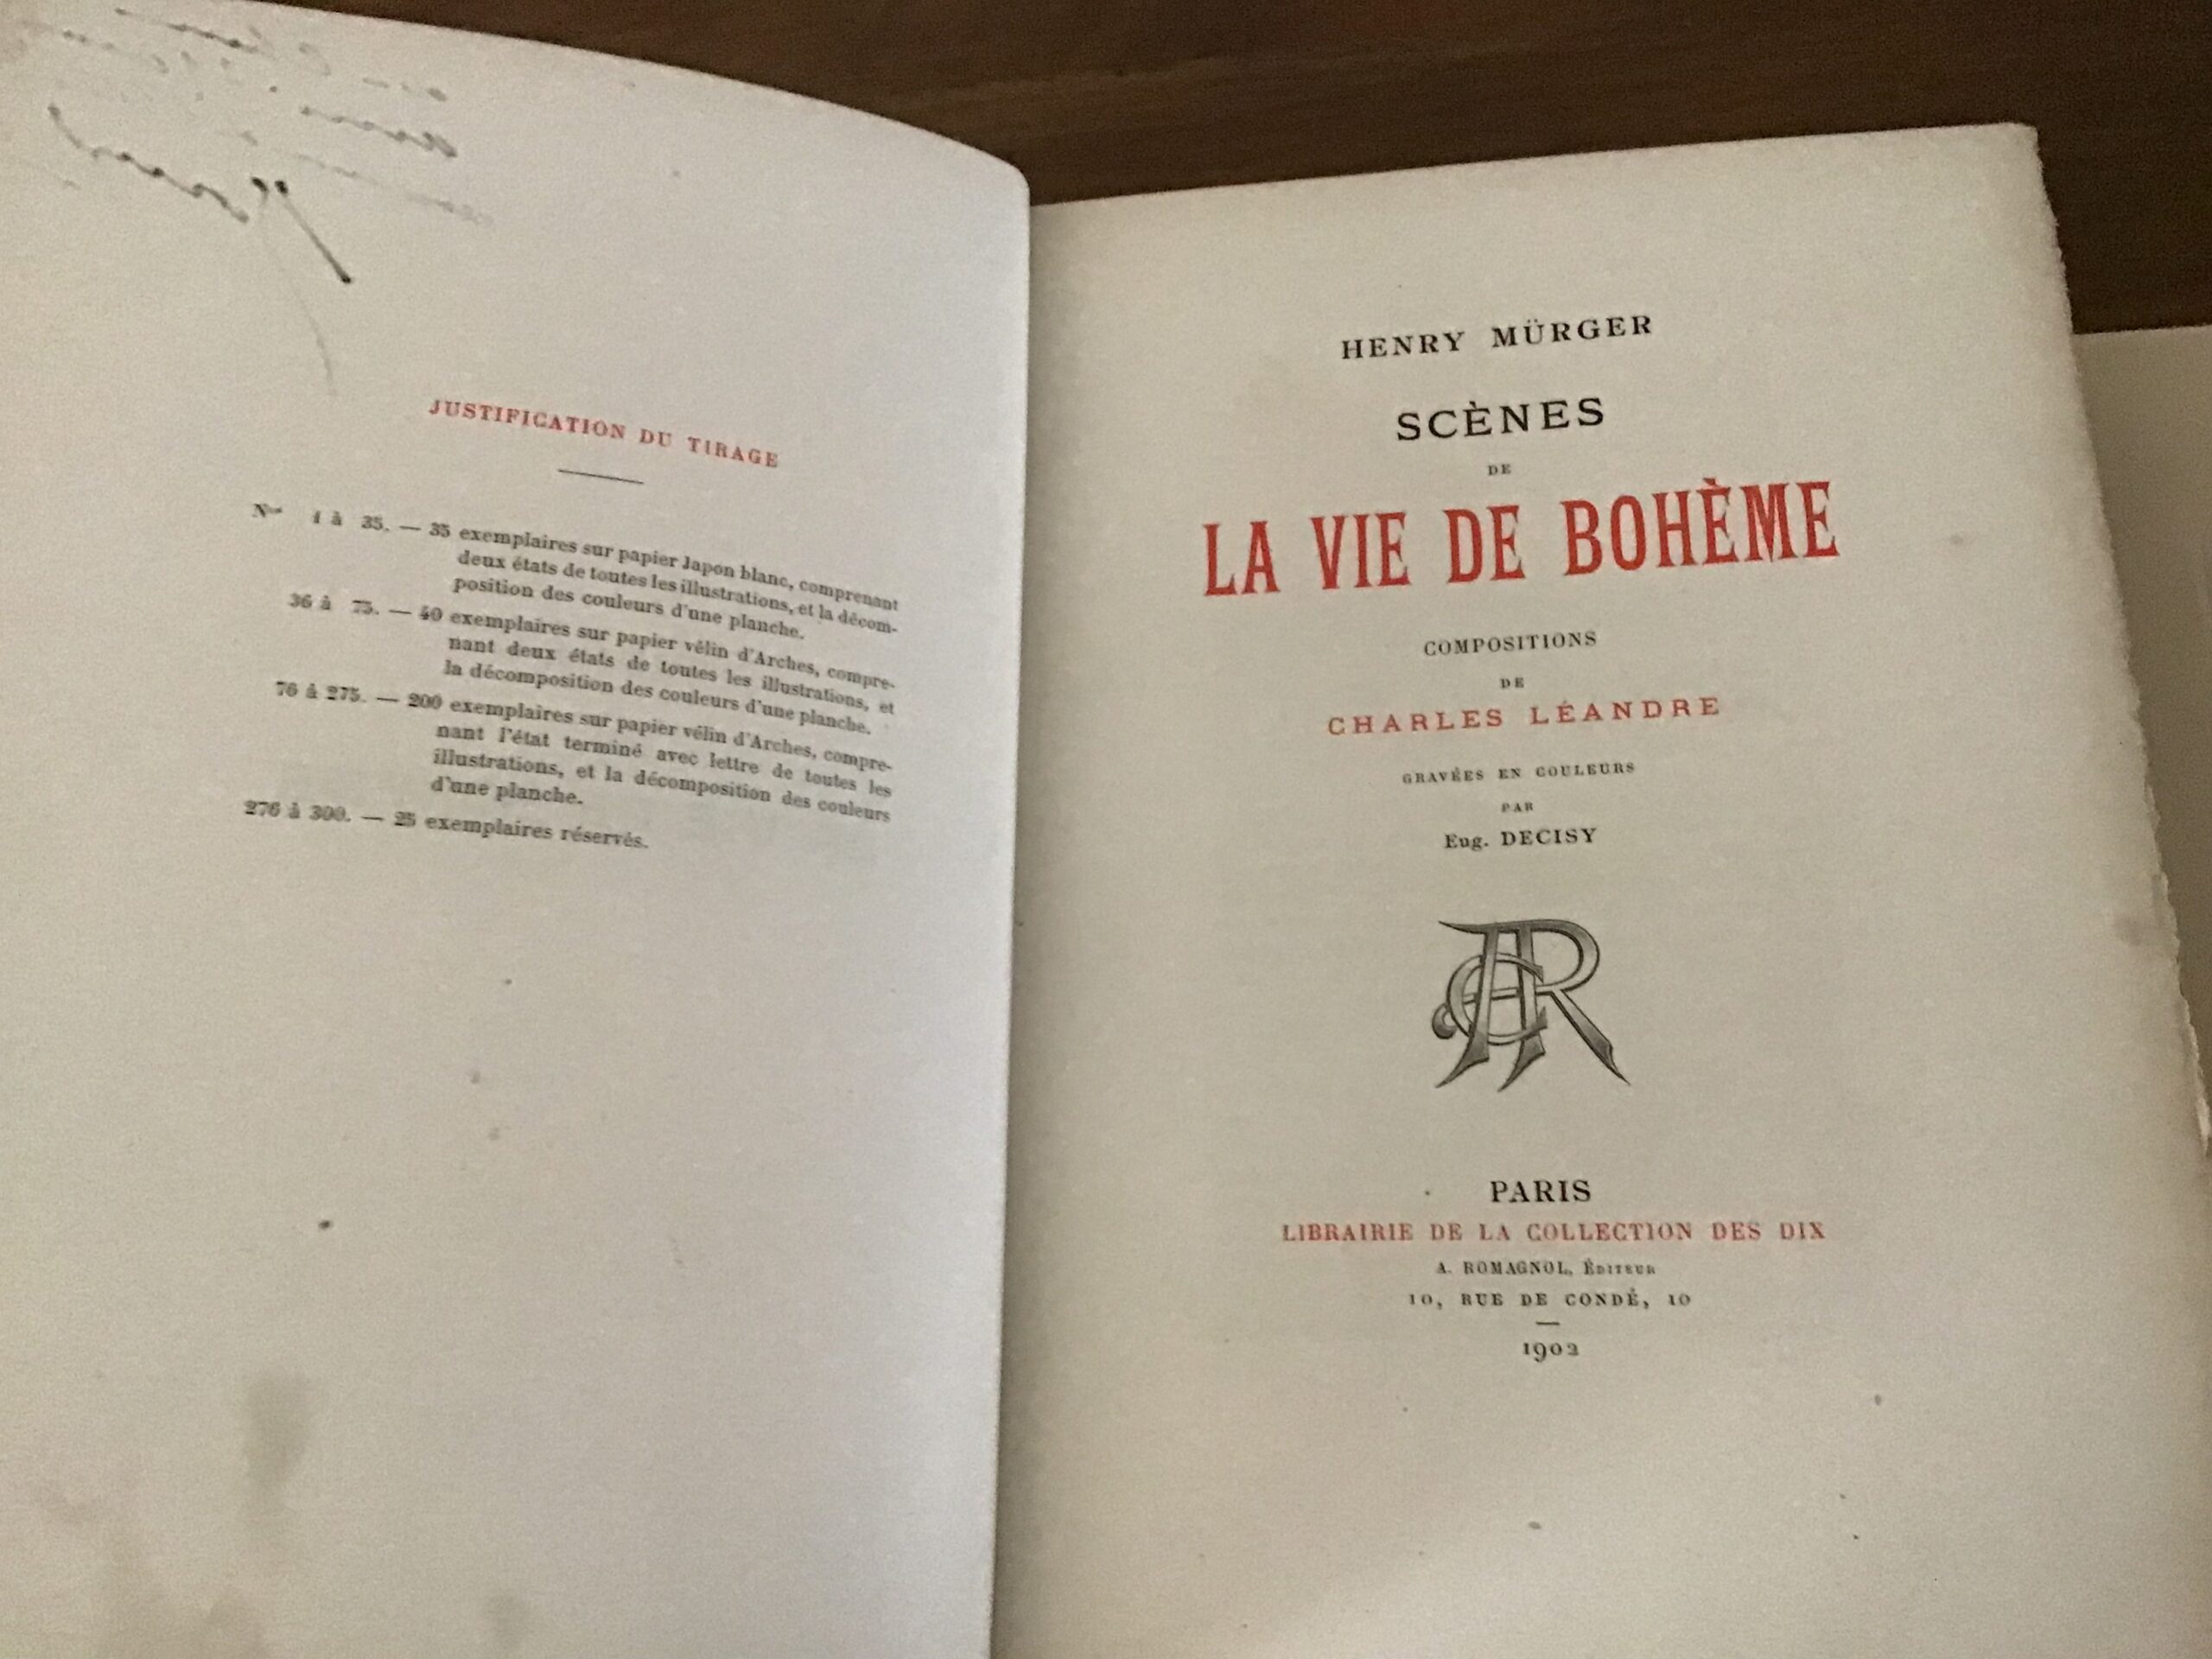 JUSTIFICATION DU TIRAGE
Nos 1 à 35. — 35 exemplaires sur papier Japon blanc, comprenant
deux états de toutes les illustrations, et la décom-
position des couleurs d'une planche.
36 à 75. — 40 exemplaires sur papier vélin d'Arches, compre-
nant deux états de toutes les illustrations, et
la décomposition des couleurs d'une planche.
76 à 275. — 200 exemplaires sur papier vélin d'Arches, compre-
nant l'état terminé avec lettre de toutes les
illustrations, et la décomposition des couleurs
d'une planche.
276 à 300. — 25 exemplaires réservés.
HENRY MÜRGER
SCÈNES
DE
LA VIE DE BOHÈME
COMPOSITIONS
DE
CHARLES LÉANDRE
GRAVÉES EN COULEURS
PAR
Eug. DECISY
PARIS
LIBRAIRIE DE LA COLLECTION DES DIX
A. ROMAGNOL, ÉDITEUR
10, RUE DE CONDÉ, 10
1902